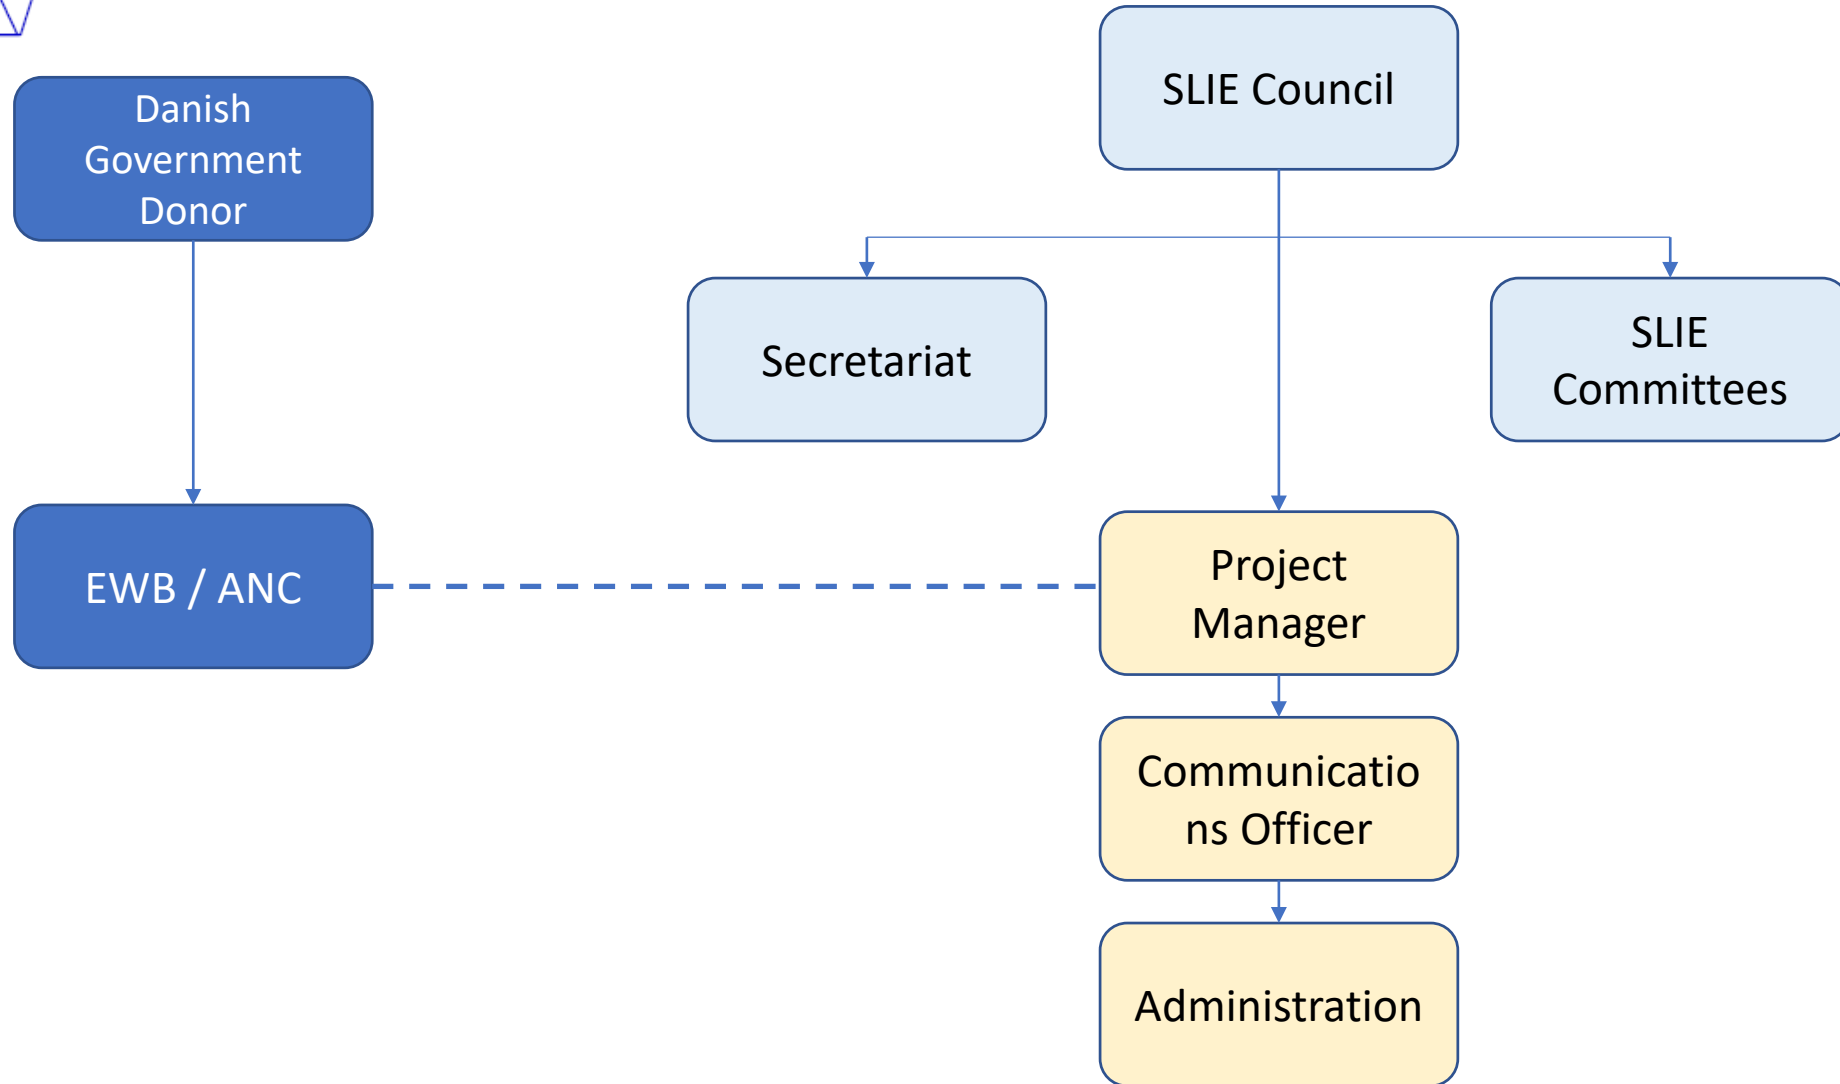 SLIE Council
Danish
Government
Donor
Secretariat
SLIE
Committees
EWB / ANC
Project
Manager
Communicatio
ns Officer
Administration